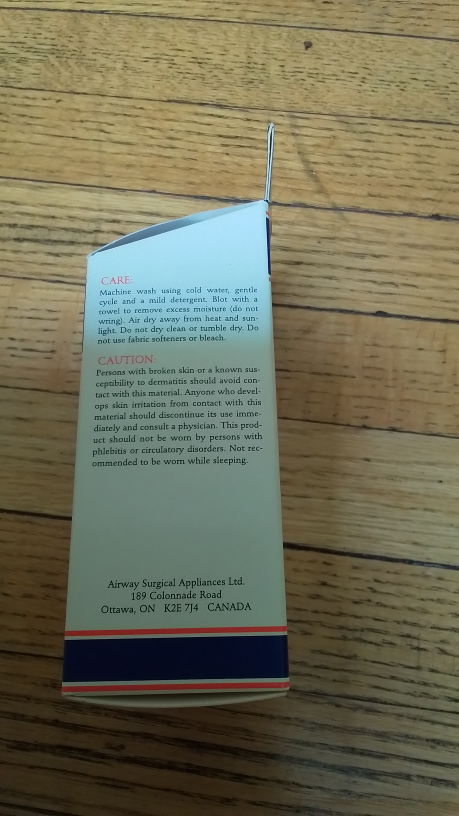 CARE:
Machine wash using cold water, gentle
cycle and a mild detergent. Blot with a
towel to remove excess moisture (do not
wring). Air dry away from heat and sun-
light. Do not dry clean or tumble dry. Do
not use fabric softeners or bleach.
CAUTION:
Persons with broken skin or a known sus-
ceptibility to dermatitis should avoid con-
tact with this material. Anyone who devel-
ops skin irritation from contact with this
material should discontinue its use imme-
diately and consult a physician. This prod-
uct should not be worn by persons with
phlebitis or circulatory disorders. Not rec-
ommended to be worn while sleeping.
Airway Surgical Appliances Ltd.
189 Colonnade Road
Ottawa, ON K2E 7J4 CANADA